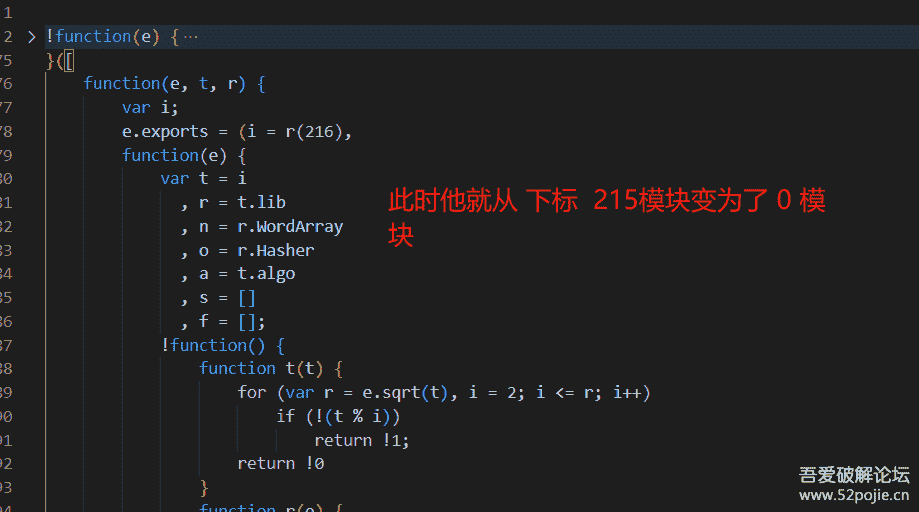 1
2 !function(e) { ···
75 }([
76 function(e, t, r) {
77 var i;
78 e.exports = (i = r(216),
79 function(e) {
80 var t = i
81 , r = t.lib
82 , n = r.WordArray
83 , o = r.Hasher
84 , a = t.algo
85 , s = []
86 , f = [];
87 !function() {
88 function t(t) {
89 for (var r = e.sqrt(t), i = 2; i <= r; i++)
90 if (!(t % i))
91 return !1;
92 return !0
93 }
94 function r(e) {
此时他就从 下标 215模块变为了 0 模
块
吾爱破解论坛
www.52pojie.cn